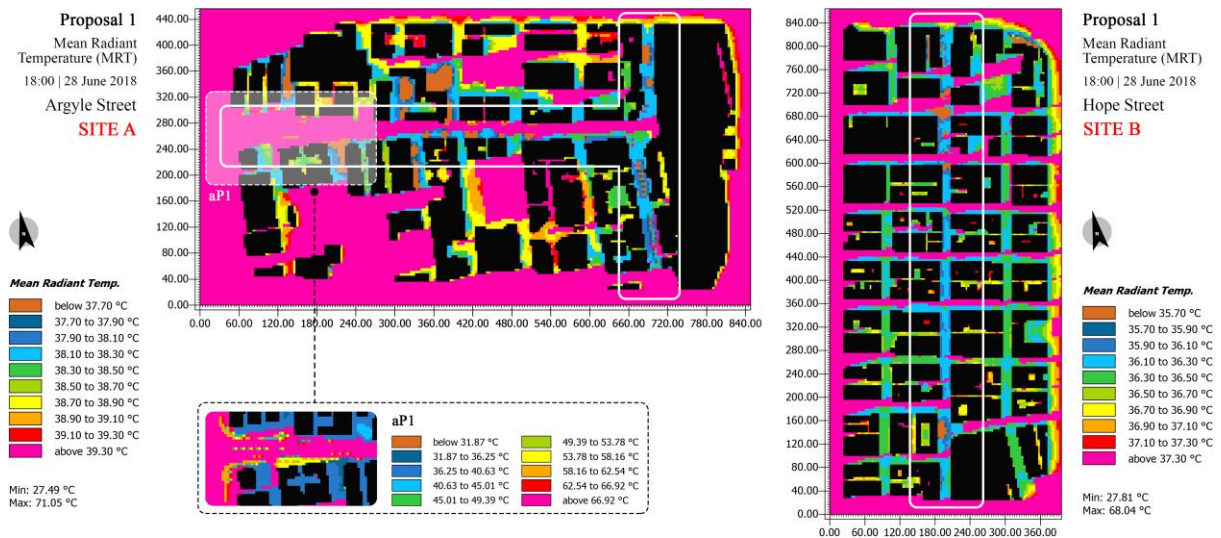 Proposal 1
Mean Radiant
Temperature (MRT)
18:00 | 28 June 2018
Argyle Street
SITE A
N
Mean Radiant Temp.
below 37.70 °C
37.70 to 37.90 °C
37.90 to 38.10 °C
38.10 to 38.30 °C
38.30 to 38.50 °C
38.50 to 38.70 °C
38.70 to 38.90 °C
38.90 to 39.10 °C
39.10 to 39.30 °C
above 39.30 °C
Min: 27.49 °C
Max: 71.05 °C
440.00
400.00
360.00
320.00
280.00
240.00
200.00
160.00
120.00
80.00
40.00
0.00
aP1
0.00 60.00 120.00 180.00 240.00 300.00 360.00 420.00 480.00 540.00 600.00 660.00 720.00 840.00
aP1
below 31.87 °C
31.87 to 36.25 °C
36.25 to 40.63 °C
40.63 to 45.01 °C
45.01 to 49.39 °C
49.39 to 53.78 °C
53.78 to 58.16 °C
58.16 to 62.54 °C
62.54 to 66.92 °C
above 66.92 °C
840.00
800.00
760.00
720.00
680.00
640.00
600.00
560.00
520.00
480.00
440.00
400.00
360.00
320.00
280.00
240.00
200.00
160.00
120.00
80.00
40.00
0.00
0.00 60.00 120.00 180.00 240.00 300.00 360.00
Proposal 1
Mean Radiant
Temperature (MRT)
18:00 | 28 June 2018
Hope Street
SITE B
N
Mean Radiant Temp.
below 35.70 °C
35.70 to 35.90 °C
35.90 to 36.10 °C
36.10 to 36.30 °C
36.30 to 36.50 °C
36.50 to 36.70 °C
36.70 to 36.90 °C
36.90 to 37.10 °C
37.10 to 37.30 °C
above 37.30 °C
Min: 27.81 °C
Max: 68.04 °C